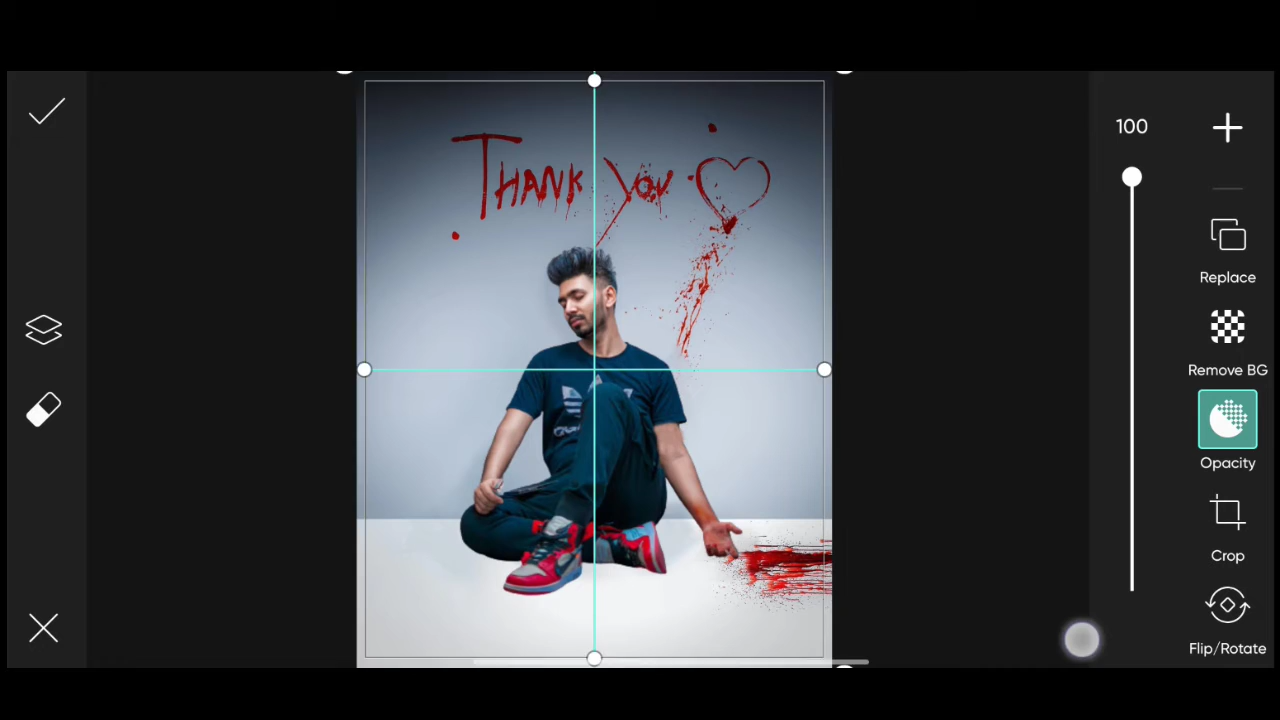 100
THANK YOU
Replace
Remove BG
Opacity
Crop
Flip/Rotate